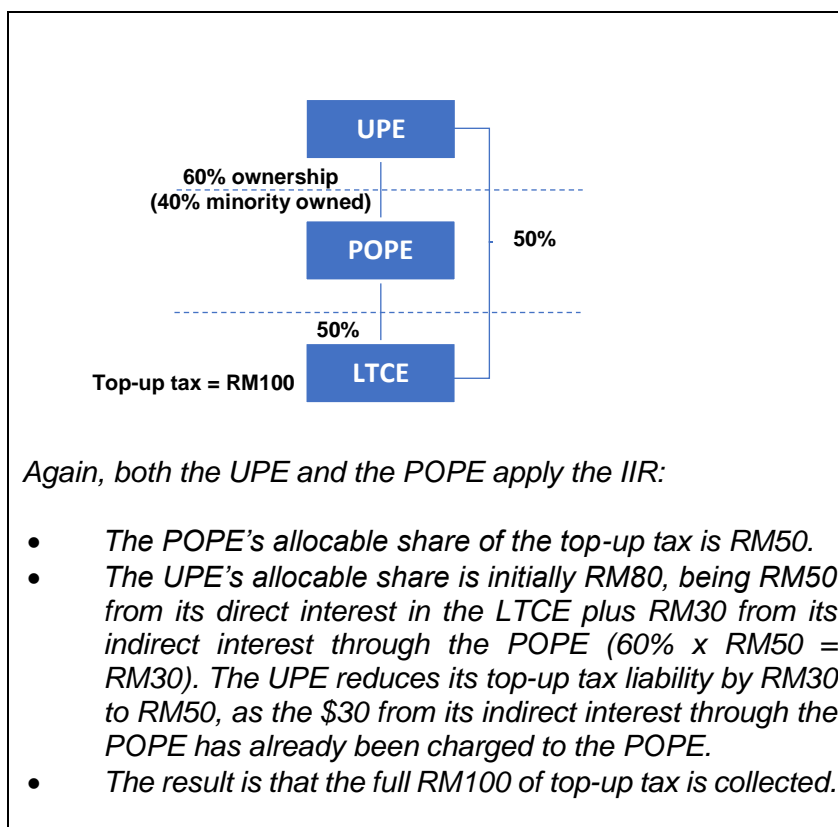 UPE
60% ownership
(40% minority owned)
POPE
50%
50%
LTCE
Top-up tax = RM100
Again, both the UPE and the POPE apply the IIR:
• The POPE's allocable share of the top-up tax is RM50.
• The UPE's allocable share is initially RM80, being RM50
from its direct interest in the LTCE plus RM30 from its
indirect interest through the POPE (60% x RM50 =
RM30). The UPE reduces its top-up tax liability by RM30
to RM50, as the $30 from its indirect interest through the
POPE has already been charged to the POPE.
• The result is that the full RM100 of top-up tax is collected.